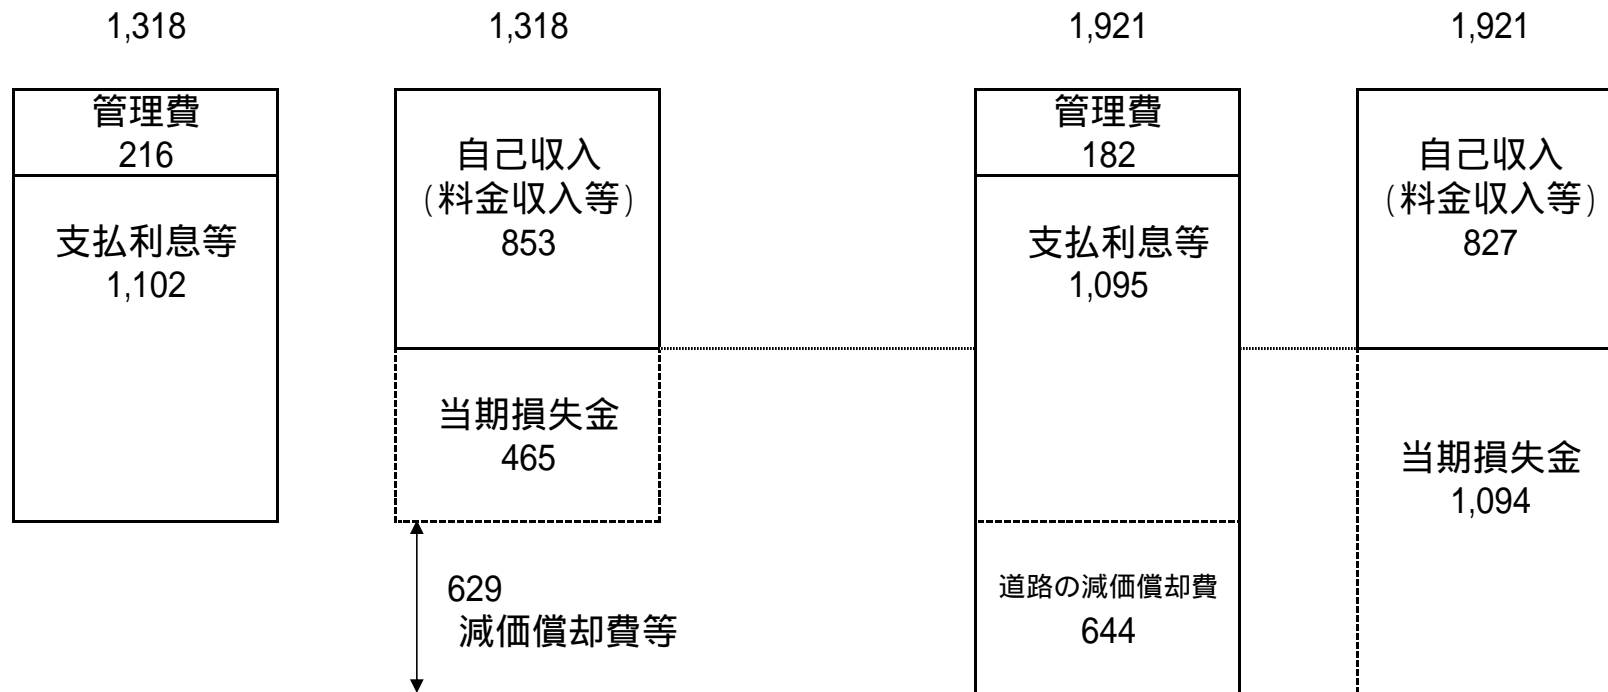 1,318
1,318
1,921
1,921
管理費
216
支払利息等
1,102
自己収入
(料金収入等)
853
当期損失金
465
629
減価償却費等
管理費
182
支払利息等
1,095
道路の減価償却費
644
自己収入
(料金収入等)
827
当期損失金
1,094